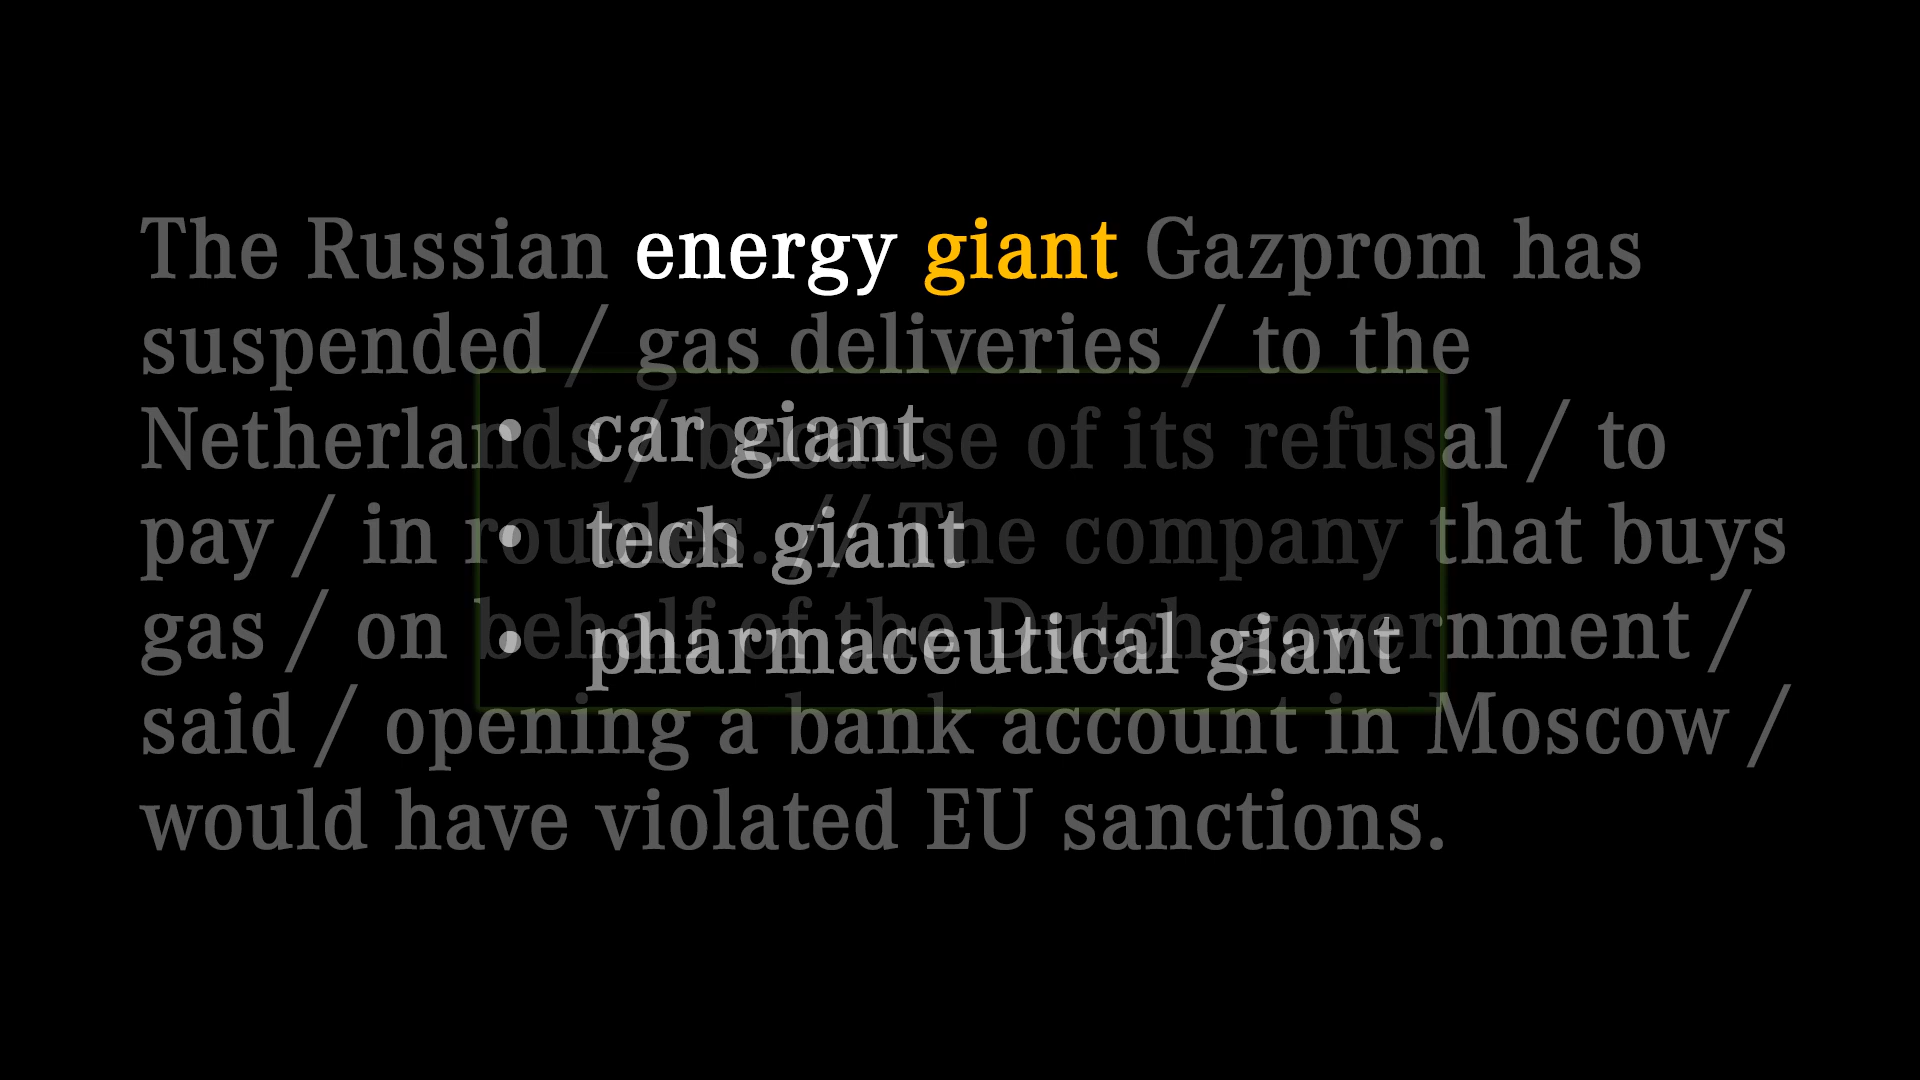 The Russian energy giant Gazprom has
suspended / gas deliveries / to the
Netherlands / because of its refusal / to
pay / in roubles. // The company that buys
gas / on behalf of the Dutch government /
said / opening a bank account in Moscow /
would have violated EU sanctions.
• car giant
• tech giant
• pharmaceutical giant